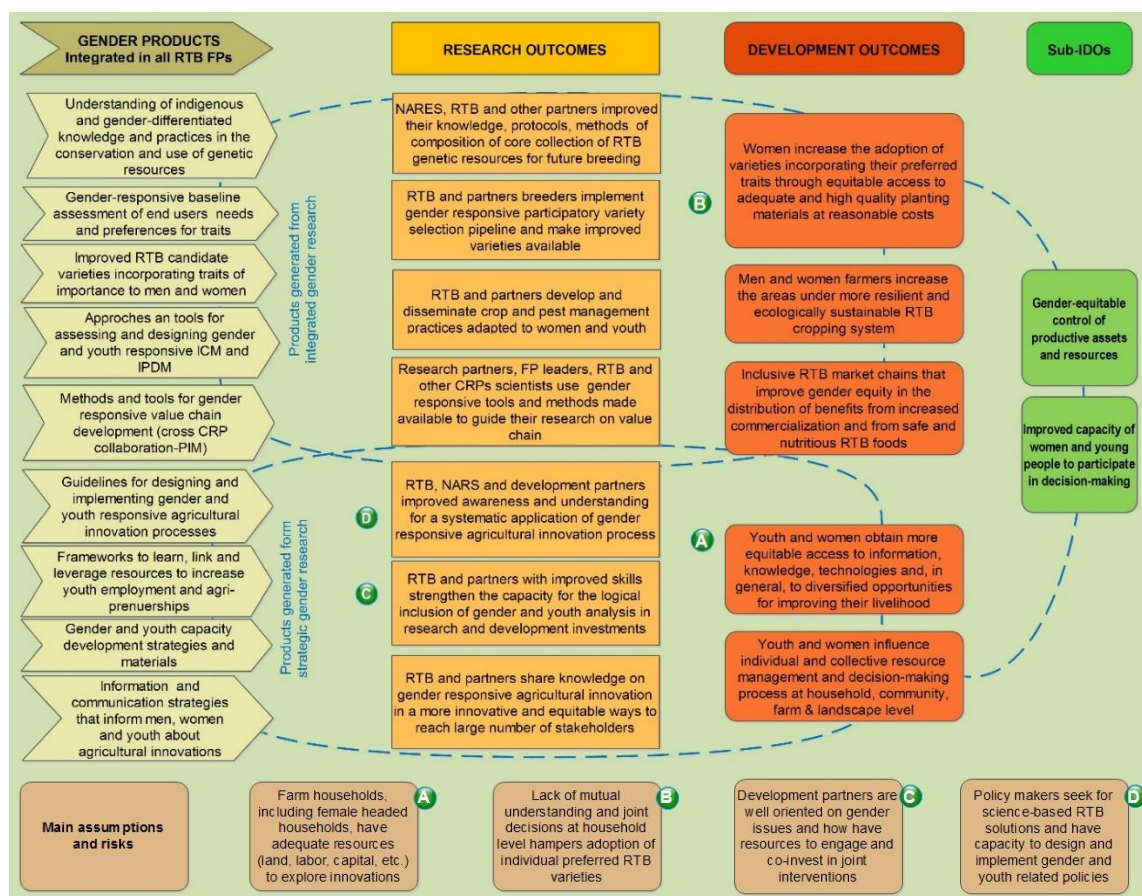 GENDER PRODUCTS
Integrated in all RTB FPs
RESEARCH OUTCOMES
DEVELOPMENT OUTCOMES
Sub-IDOs
Understanding of indigenous
and gender-differentiated
knowledge and practices in the
conservation and use of genetic
resources
Gender-responsive baseline
assessment of end users needs
and preferences for traits
Improved RTB candidate
varieties incorporating traits of
importance to men and women
Approches an tools for
assessing and designing gender
and youth responsive ICM and
IPDM
Methods and tools for gender
responsive value chain
development (cross CRP
collaboration-PIM)
Guidelines for designing and
implementing gender and
youth responsive agricultural
innovation processes
Frameworks to learn, link and
leverage resources to increase
youth employment and agri-
prenuerships
Gender and youth capacity
development strategies and
materials
Information and
communication strategies
that inform men, women
and youth about
agricultural innovations
Products generated from
integrated gender research
Products generated form
strategic gender research
NARES, RTB and other partners improved
their knowledge, protocols, methods of
composition of core collection of RTB
genetic resources for future breeding
RTB and partners breeders implement
gender responsive participatory variety
selection pipeline and make improved
varieties available
RTB and partners develop and
disseminate crop and pest management
practices adapted to women and youth
Research partners, FP leaders, RTB and
other CRPs scientists use gender
responsive tools and methods made
available to guide their research on value
chain
D
RTB, NARS and development partners
improved awareness and understanding
for a systematic application of gender
responsive agricultural innovation process
C
RTB and partners with improved skills
strengthen the capacity for the logical
inclusion of gender and youth analysis in
research and development investments
RTB and partners share knowledge on
gender responsive agricultural innovation
in a more innovative and equitable ways to
reach large number of stakeholders
B
Women increase the adoption of
varieties incorporating their preferred
traits through equitable access to
adequate and high quality planting
materials at reasonable costs
Men and women farmers increase
the areas under more resilient and
ecologically sustainable RTB
cropping system
Inclusive RTB market chains that
improve gender equity in the
distribution of benefits from increased
commercialization and from safe and
nutritious RTB foods
A
Youth and women obtain more
equitable access to information,
knowledge, technologies and, in
general, to diversified opportunities
for improving their livelihood
Youth and women influence
individual and collective resource
management and decision-making
process at household, community,
farm & landscape level
Gender-equitable
control of
productive assets
and resources
Improved capacity of
women and young
people to participate
in decision-making
Main assumptions
and risks
Farm households,
including female headed
households, have
adequate resources
(land, labor, capital, etc.)
to explore innovations
A
Lack of mutual
understanding and joint
decisions at household
level hampers adoption of
individual preferred RTB
varieties
B
Development partners are
well oriented on gender
issues and how have
resources to engage and
co-invest in joint
interventions
C
Policy makers seek for
science-based RTB
solutions and have
capacity to design and
implement gender and
youth related policies
D